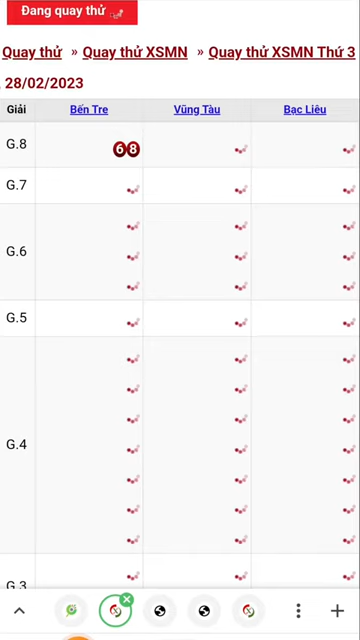 Đang quay thử
Quay thử » Quay thử XSMN » Quay thử XSMN Thứ 3
28/02/2023
Giải Bến Tre Vũng Tàu Bạc Liêu
G.8 68
G.7
G.6
G.5
G.4
G.3